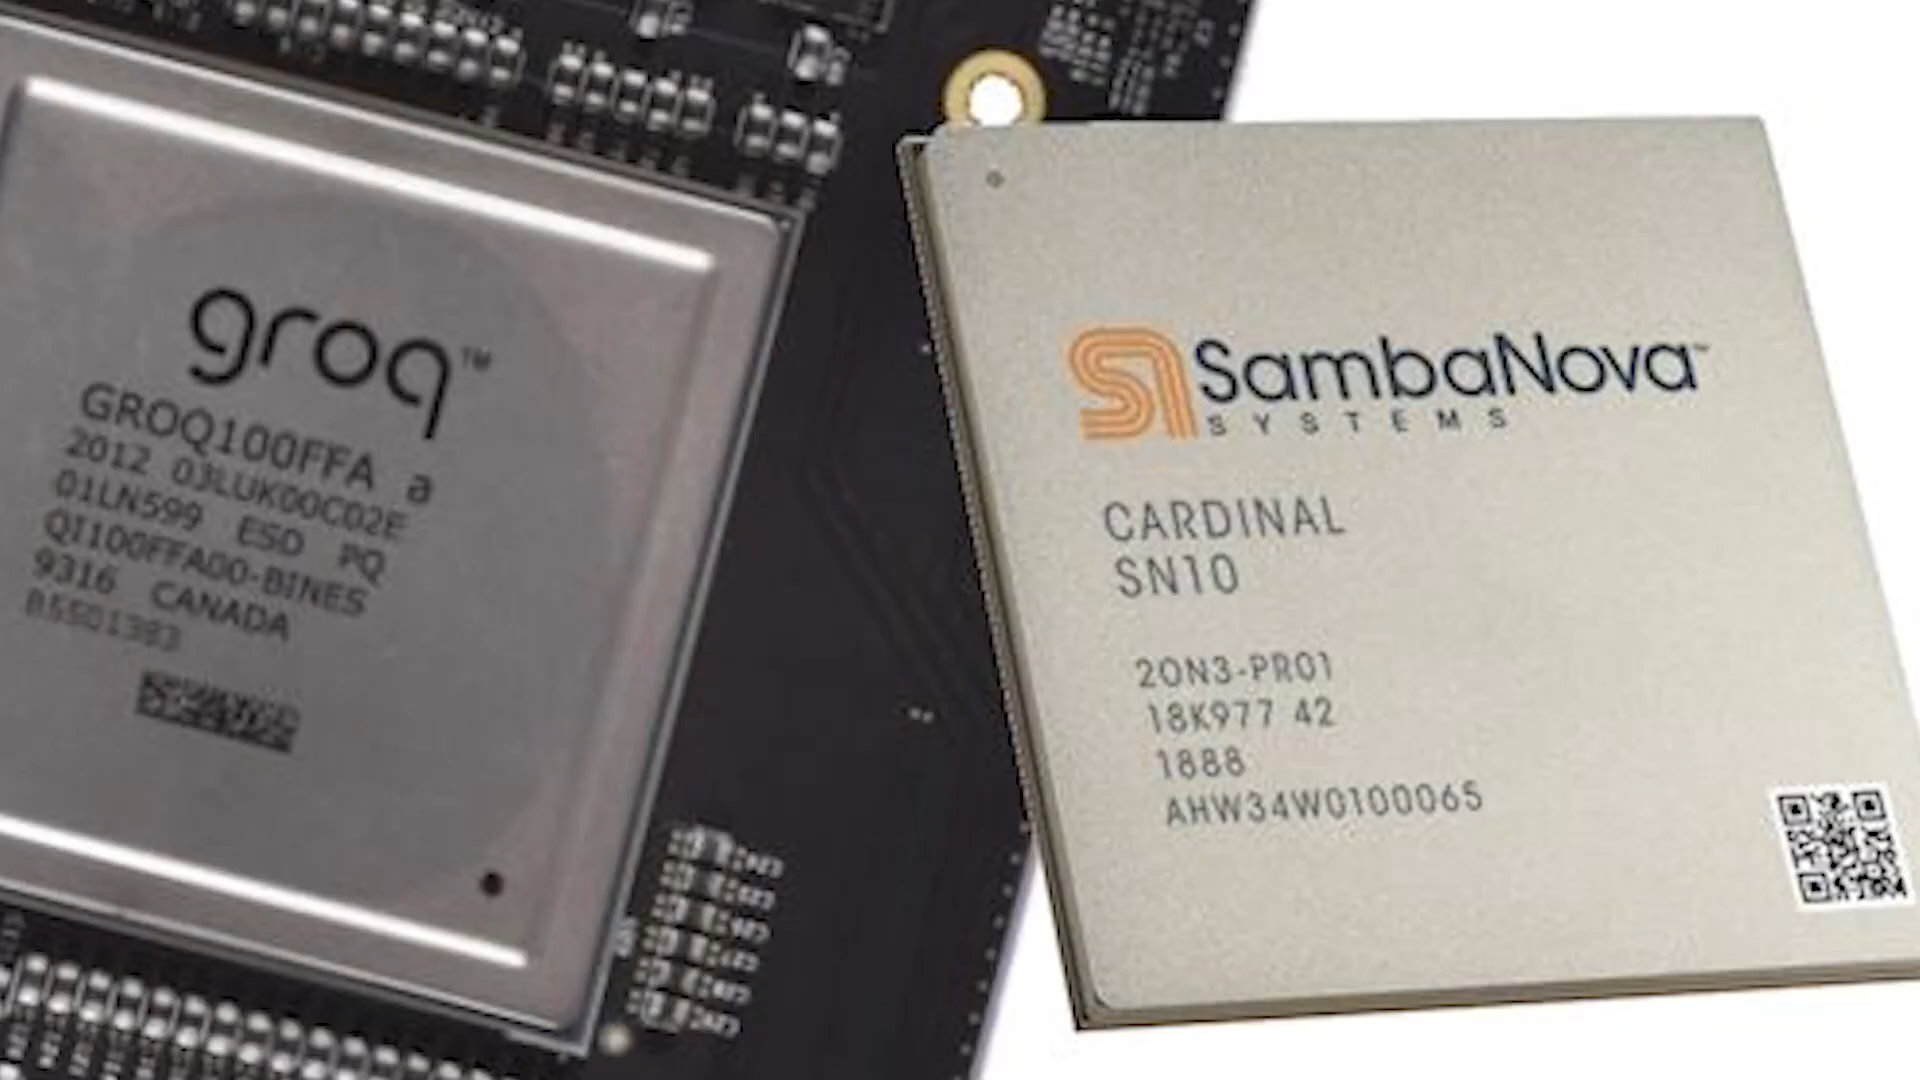 groq™
GROQ100FFA a
2012 03LUK00C02E
01LN599 ESD PQ
QI100FFA00-BINES
9316 CANADA
SambaNova™
SYSTEMS
CARDINAL
SN10
20N3-PR01
18K977 42
1888
AHW34W0100065